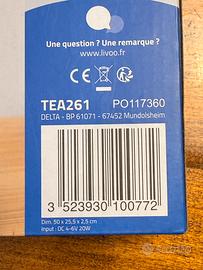 Une question ? Une remarque ?
www.livoo.fr
CE
TEA261 PO117360
DELTA - BP 61071 - 67452 Mundolsheim
3 523930 100772
Dim. 50 x 25,5 x 2,5 cm
Input : DC 4-6V 20W